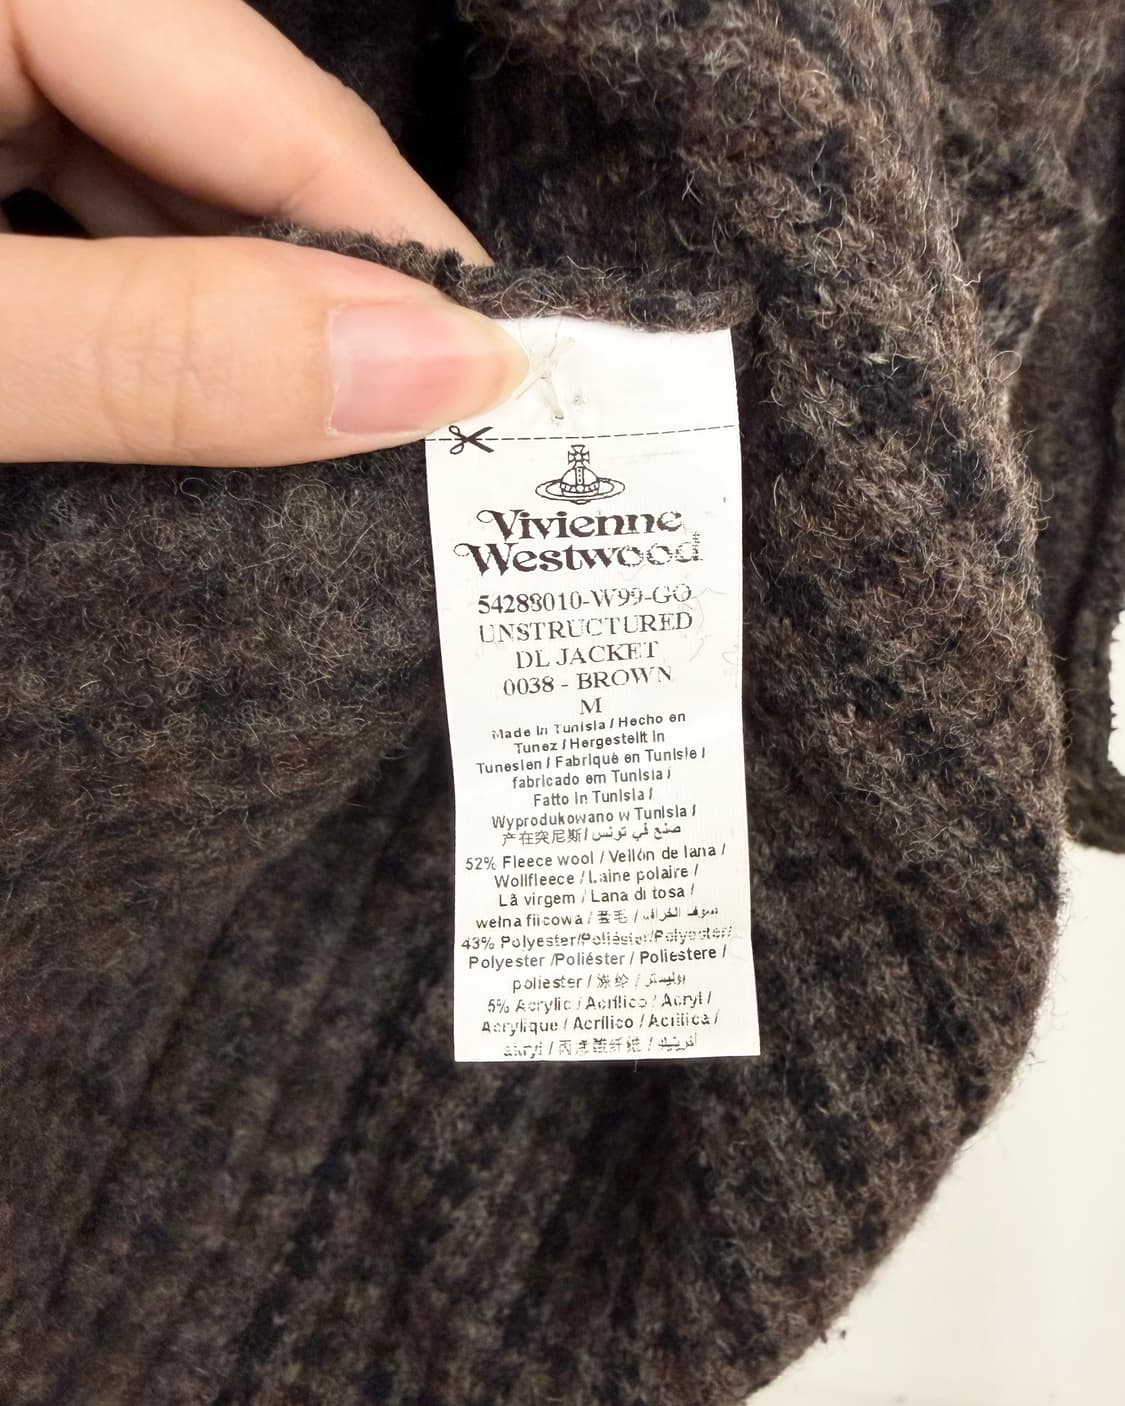 Vivienne
Westwood
54288010-W99-GO
UNSTRUCTURED
DL JACKET
0038 - BROWN
M
Made in Tunisia / Hecho en
Tunez / Hergestellt in
Tunesien / Fabriqué en Tunisie /
fabricado em Tunisia /
Fatto in Tunisia /
Wyprodukowano w Tunisia /
产在突尼斯/ صنع في تونس
52% Fleece wool / Vellón de lana /
Wollfleece / Laine polaire /
Lã virgem / Lana di tosa /
wełna fiicowa / 毛 / صوف الخراف
43% Polyester/Poliéster/Polyester/
Polyester /Poliéster / Poliestere /
poliester / 涤纶 / بوليستر
5% Acrylic / Acrílico / Acryl /
Acrylique / Acrílico / Acrilica /
akryl / 丙烯酸纤维 /